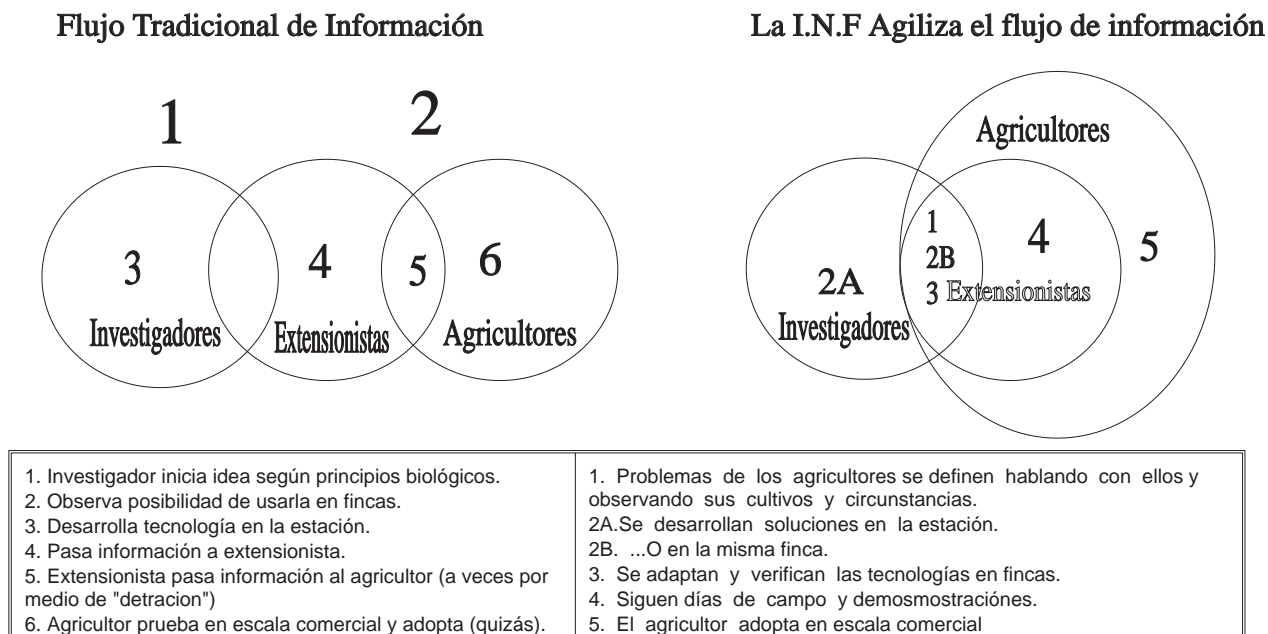 Flujo Tradicional de Información
1
2
3
4
5
6
Investigadores
Extensionistas
Agricultores
La I.N.F Agiliza el flujo de información
Agricultores
1
2B
3 Extensionistas
4
5
2A
Investigadores
1. Investigador inicia idea según principios biológicos.
2. Observa posibilidad de usarla en fincas.
3. Desarrolla tecnología en la estación.
4. Pasa información a extensionista.
5. Extensionista pasa información al agricultor (a veces por
medio de "detracion")
6. Agricultor prueba en escala comercial y adopta (quizás).
1. Problemas de los agricultores se definen hablando con ellos y
observando sus cultivos y circunstancias.
2A.Se desarrollan soluciones en la estación.
2B. ...O en la misma finca.
3. Se adaptan y verifican las tecnologías en fincas.
4. Siguen días de campo y demosmostraciónes.
5. El agricultor adopta en escala comercial